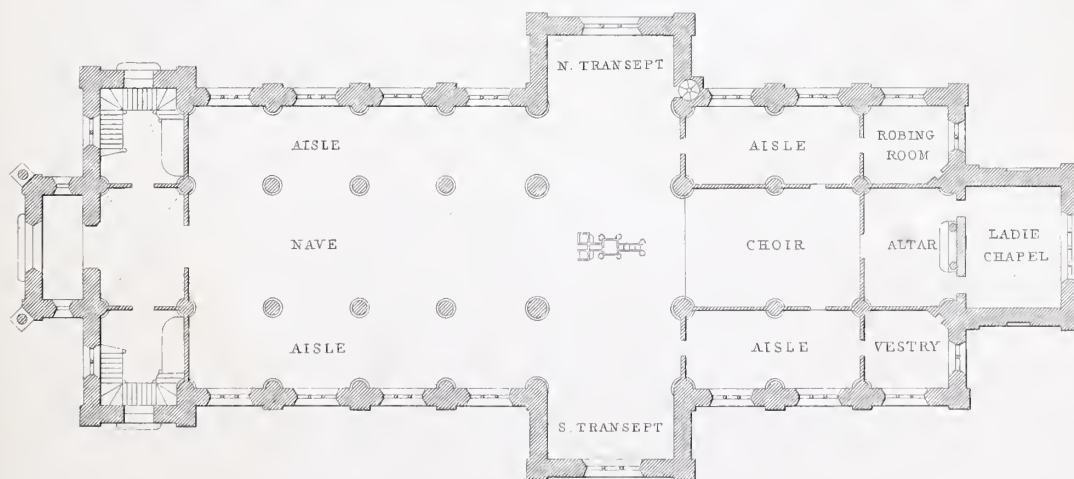 N. TRANSEPT
AISLE
AISLE
ROBING
ROOM
NAVE
CHOIR
ALTAR
LADIE
CHAPEL
AISLE
AISLE
VESTRY
S. TRANSEPT